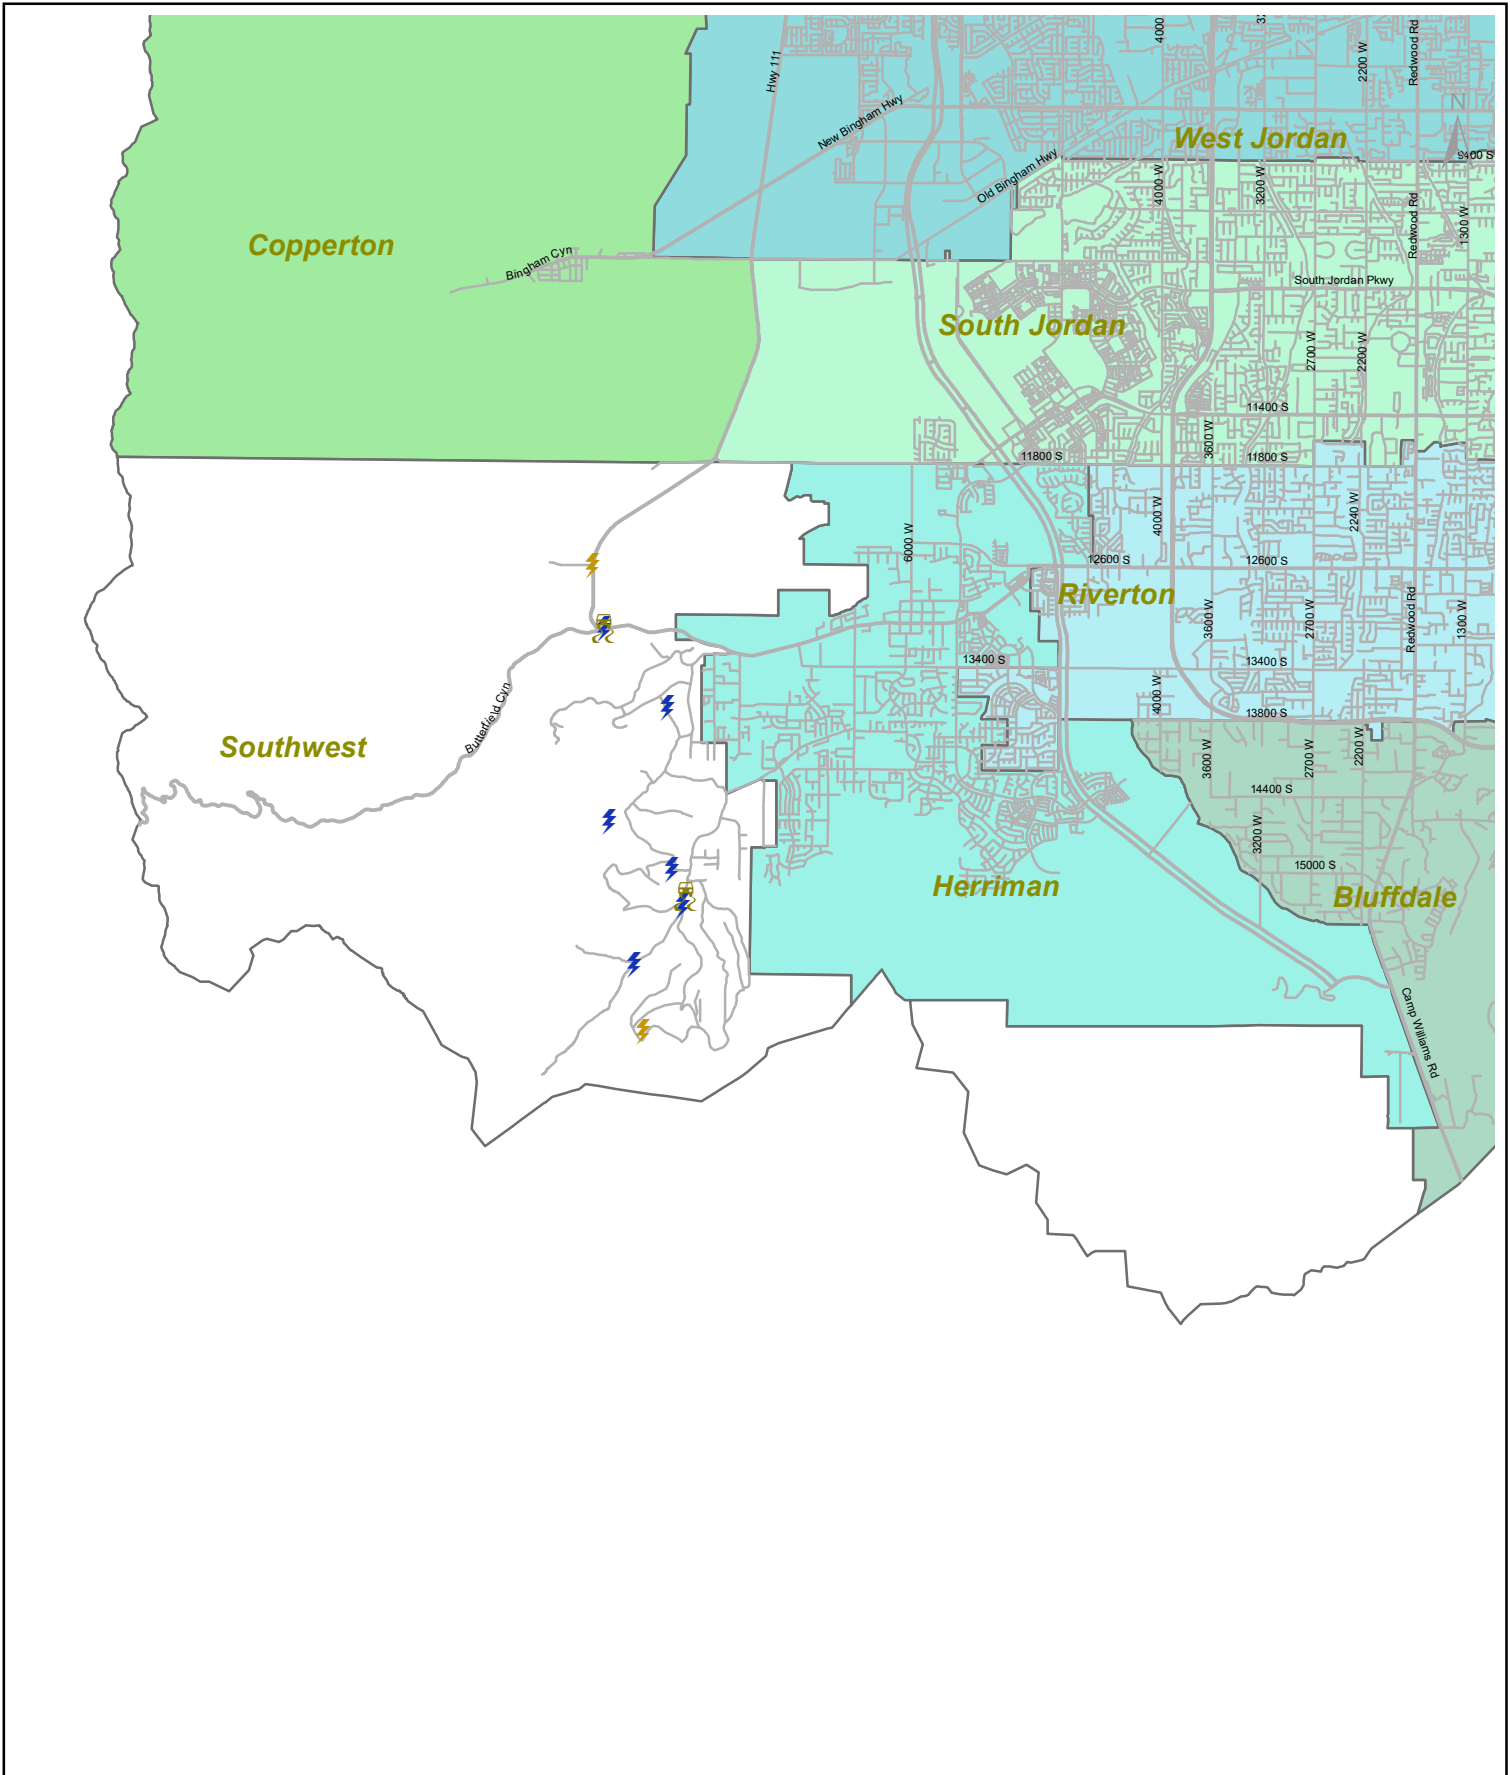 4000
32
2200 W
Redwood Rd
Hwy 111
N
New Bingham Hwy
West Jordan
9400 S
Old Bingham Hwy
4000 W
3200 W
Redwood Rd
1300 W
Copperton
Bingham Cyn
South Jordan Pkwy
South Jordan
2700 W
2200 W
11400 S
3600 W
11800 S
11800 S
6000 W
4000 W
2240 W
12600 S
12600 S
Riverton
3600 W
2700 W
Redwood Rd
1300 W
13400 S
13400 S
4000 W
13800 S
Butterfield Cyn
Southwest
3600 W
2700 W
2200 W
14400 S
3200 W
15000 S
Herriman
Bluffdale
Camp Williams Rd